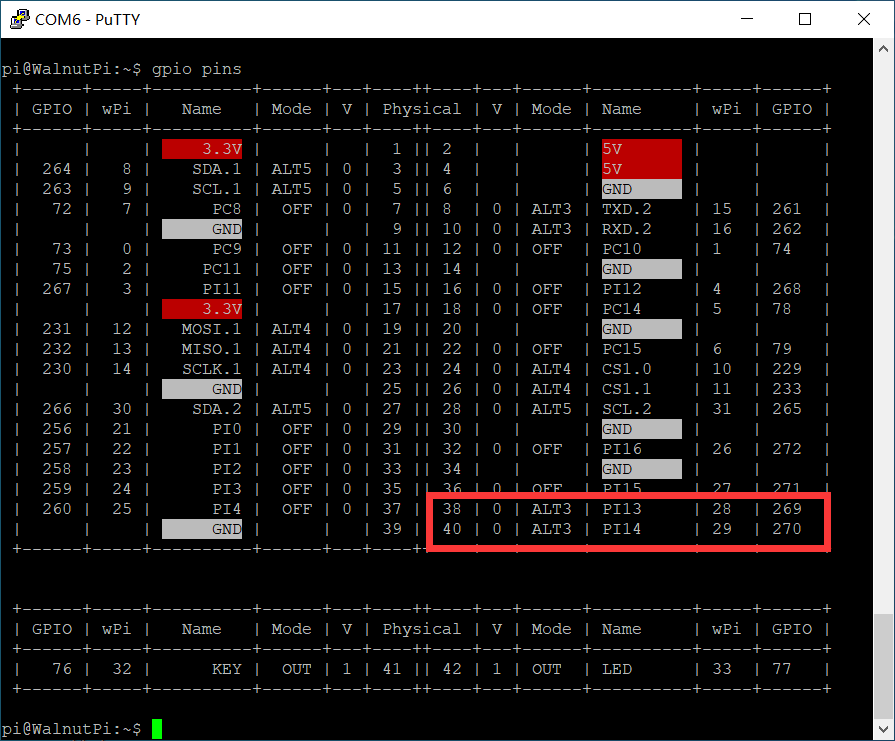 COM6 - PuTTY
pi@WalnutPi:~$ gpio pins
+------+-----+----------+------+---+----++----+---+------+----------+-----+------+
| GPIO | wPi |   Name   | Mode | V | Physical | V | Mode | Name     | wPi | GPIO |
+------+-----+----------+------+---+----++----+---+------+----------+-----+------+
|      |     |     3.3V |      |   |  1 || 2  |   |      | 5V       |     |      |
|  264 |   8 |    SDA.1 | ALT5 | 0 |  3 || 4  |   |      | 5V       |     |      |
|  263 |   9 |    SCL.1 | ALT5 | 0 |  5 || 6  |   |      | GND      |     |      |
|   72 |   7 |      PC8 |  OFF | 0 |  7 || 8  | 0 | ALT3 | TXD.2    | 15  | 261  |
|      |     |      GND |      |   |  9 || 10 | 0 | ALT3 | RXD.2    | 16  | 262  |
|   73 |   0 |      PC9 |  OFF | 0 | 11 || 12 | 0 | OFF  | PC10     | 1   | 74   |
|   75 |   2 |     PC11 |  OFF | 0 | 13 || 14 |   |      | GND      |     |      |
|  267 |   3 |     PI11 |  OFF | 0 | 15 || 16 | 0 | OFF  | PI12     | 4   | 268  |
|      |     |     3.3V |      |   | 17 || 18 | 0 | OFF  | PC14     | 5   | 78   |
|  231 |  12 |   MOSI.1 | ALT4 | 0 | 19 || 20 |   |      | GND      |     |      |
|  232 |  13 |   MISO.1 | ALT4 | 0 | 21 || 22 | 0 | OFF  | PC15     | 6   | 79   |
|  230 |  14 |   SCLK.1 | ALT4 | 0 | 23 || 24 | 0 | ALT4 | CS1.0    | 10  | 229  |
|      |     |      GND |      |   | 25 || 26 | 0 | ALT4 | CS1.1    | 11  | 233  |
|  266 |  30 |    SDA.2 | ALT5 | 0 | 27 || 28 | 0 | ALT5 | SCL.2    | 31  | 265  |
|  256 |  21 |      PI0 |  OFF | 0 | 29 || 30 |   |      | GND      |     |      |
|  257 |  22 |      PI1 |  OFF | 0 | 31 || 32 | 0 | OFF  | PI16     | 26  | 272  |
|  258 |  23 |      PI2 |  OFF | 0 | 33 || 34 |   |      | GND      |     |      |
|  259 |  24 |      PI3 |  OFF | 0 | 35 || 36 | 0 | OFF  | PI15     | 27  | 271  |
|  260 |  25 |      PI4 |  OFF | 0 | 37 || 38 | 0 | ALT3 | PI13     | 28  | 269  |
|      |     |      GND |      |   | 39 || 40 | 0 | ALT3 | PI14     | 29  | 270  |
+------+-----+----------+------+---+----++----+---+------+----------+-----+------+
+------+-----+----------+------+---+----++----+---+------+----------+-----+------+
| GPIO | wPi |   Name   | Mode | V | Physical | V | Mode | Name     | wPi | GPIO |
+------+-----+----------+------+---+----++----+---+------+----------+-----+------+
|   76 |  32 |      KEY |  OUT | 1 | 41 || 42 | 1 | OUT  | LED      | 33  | 77   |
+------+-----+----------+------+---+----++----+---+------+----------+-----+------+
pi@WalnutPi:~$